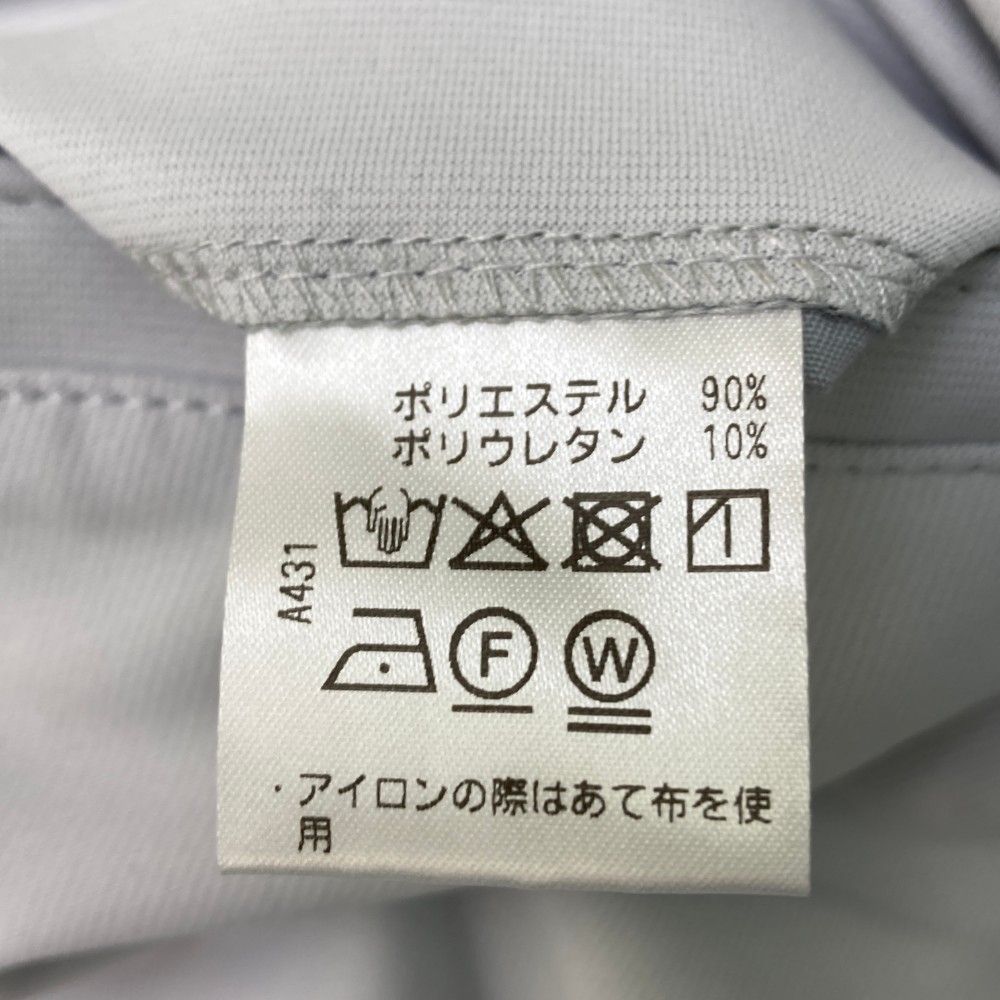 ポリエステル 90%
ポリウレタン 10%
A431
F
W
・アイロンの際はあて布を使
用